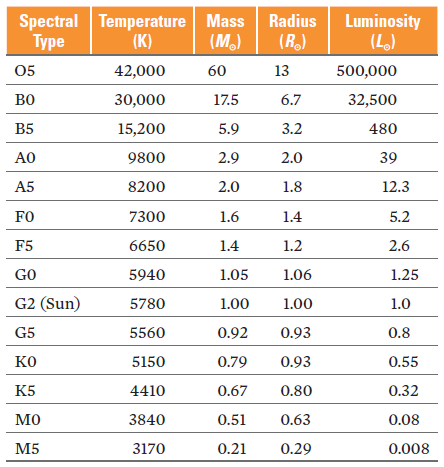 Spectral Type Temperature (K) Mass (M⊙) Radius (R⊙) Luminosity (L⊙)
O5 42,000 60 13 500,000
B0 30,000 17.5 6.7 32,500
B5 15,200 5.9 3.2 480
A0 9800 2.9 2.0 39
A5 8200 2.0 1.8 12.3
F0 7300 1.6 1.4 5.2
F5 6650 1.4 1.2 2.6
G0 5940 1.05 1.06 1.25
G2 (Sun) 5780 1.00 1.00 1.0
G5 5560 0.92 0.93 0.8
K0 5150 0.79 0.93 0.55
K5 4410 0.67 0.80 0.32
M0 3840 0.51 0.63 0.08
M5 3170 0.21 0.29 0.008